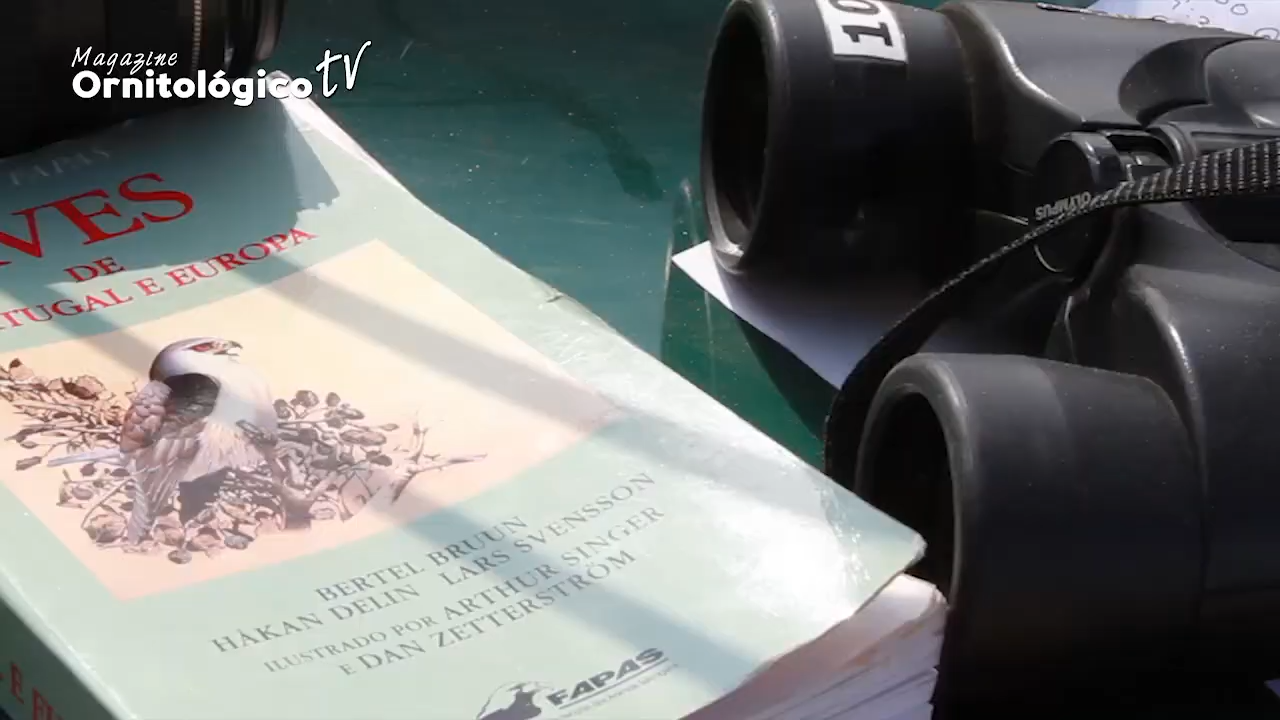 Magazine
Ornitológico TV
10
OLYMPUS
FAPAS
VES
DE
TUGAL E EUROPA
BERTEL BRUUN
HÅKAN DELIN LARS SVENSSON
ILUSTRADO POR ARTHUR SINGER
E DAN ZETTERSTRÖM
FAPAS